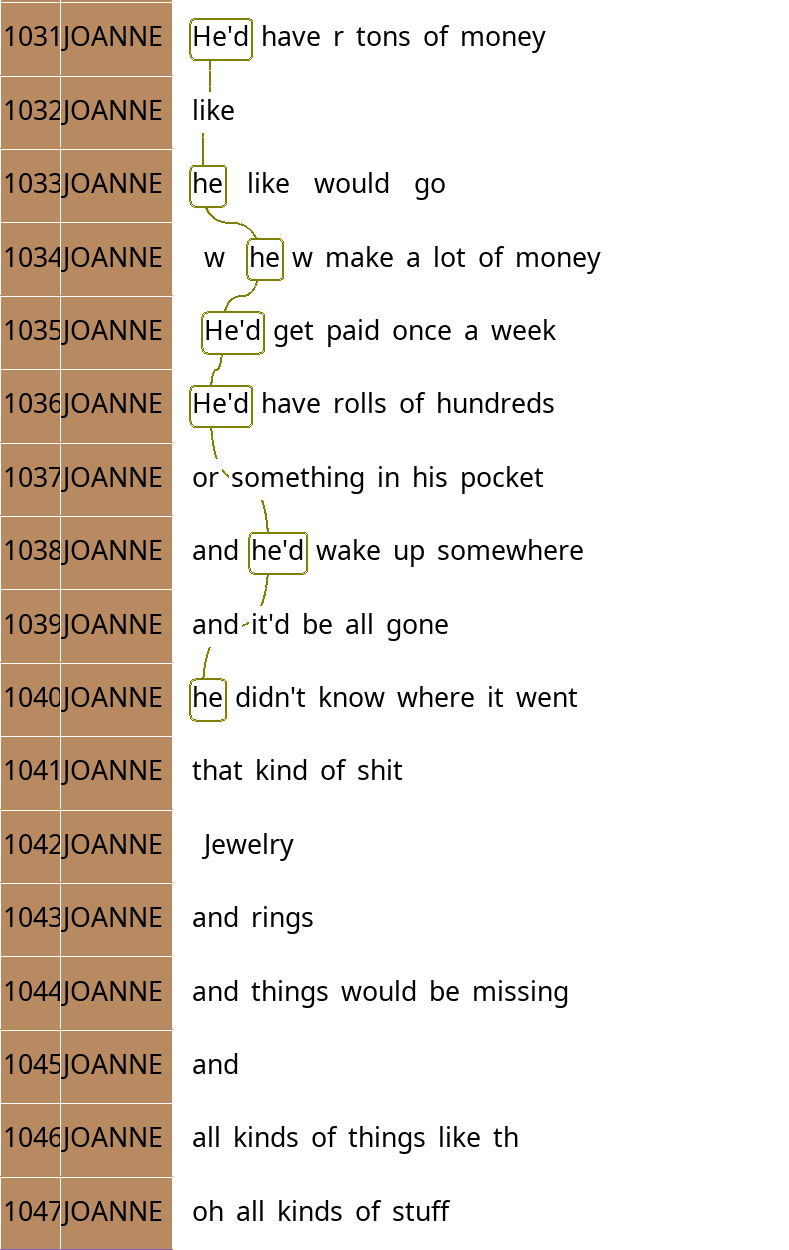 1031 JOANNE He'd have r tons of money
1032 JOANNE like
1033 JOANNE he like would go
1034 JOANNE w he w make a lot of money
1035 JOANNE He'd get paid once a week
1036 JOANNE He'd have rolls of hundreds
1037 JOANNE or something in his pocket
1038 JOANNE and he'd wake up somewhere
1039 JOANNE and it'd be all gone
1040 JOANNE he didn't know where it went
1041 JOANNE that kind of shit
1042 JOANNE Jewelry
1043 JOANNE and rings
1044 JOANNE and things would be missing
1045 JOANNE and
1046 JOANNE all kinds of things like th
1047 JOANNE oh all kinds of stuff